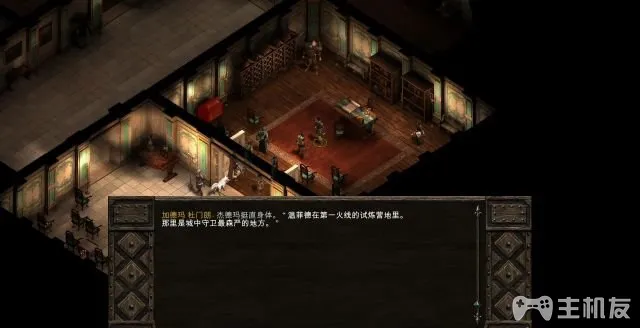 加德玛 杜门朗- 杰德玛挺直身体。“温菲德在第一火线的试炼营地里。
那里是城中守卫最森严的地方。”
主机友